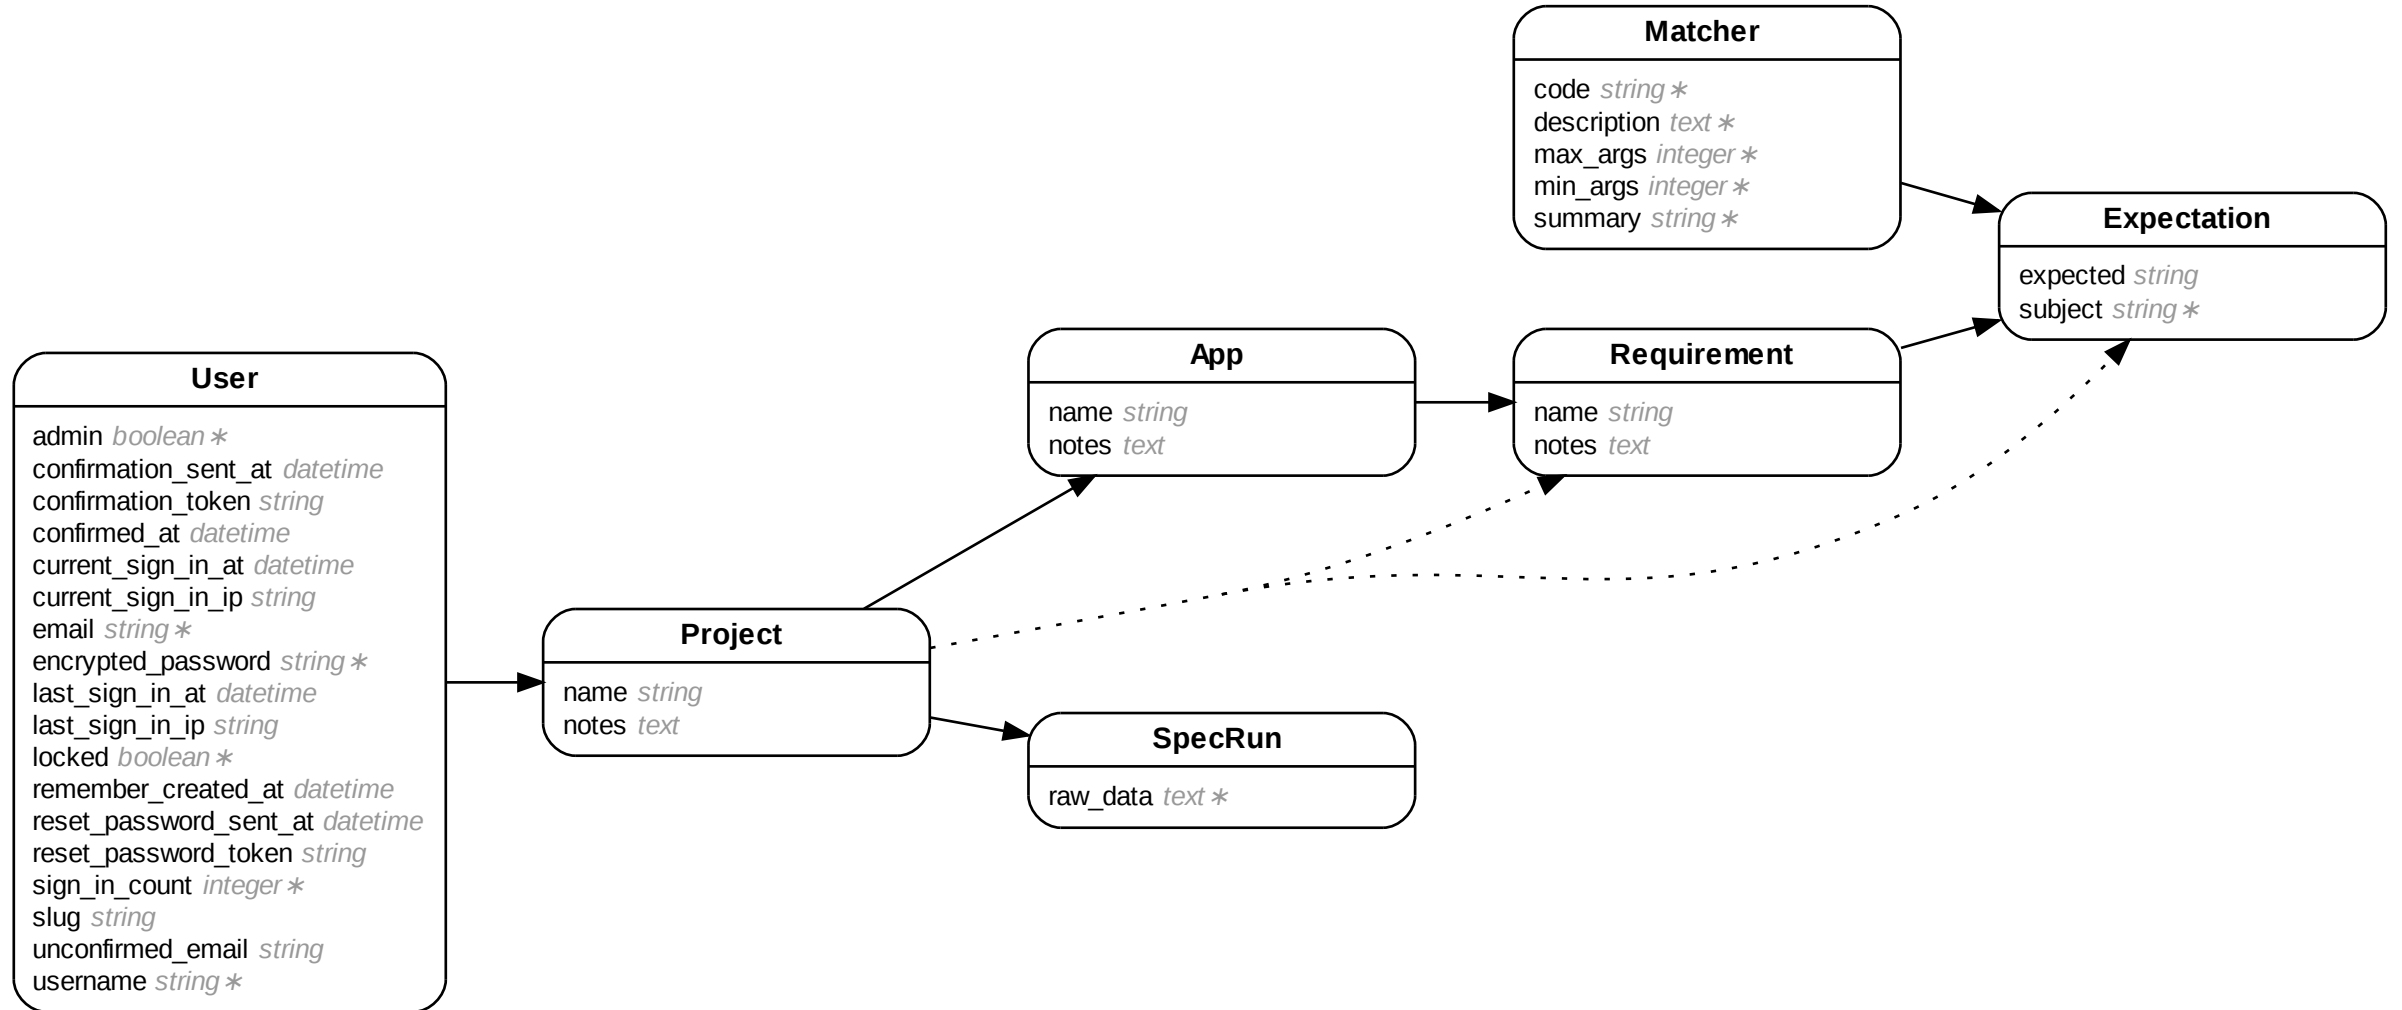 Matcher
code string∗
description text∗
max_args integer∗
min_args integer∗
summary string∗
Expectation
expected string
subject string∗
App
name string
notes text
Requirement
name string
notes text
User
admin boolean∗
confirmation_sent_at datetime
confirmation_token string
confirmed_at datetime
current_sign_in_at datetime
current_sign_in_ip string
email string∗
encrypted_password string∗
last_sign_in_at datetime
last_sign_in_ip string
locked boolean∗
remember_created_at datetime
reset_password_sent_at datetime
reset_password_token string
sign_in_count integer∗
slug string
unconfirmed_email string
username string∗
Project
name string
notes text
SpecRun
raw_data text∗